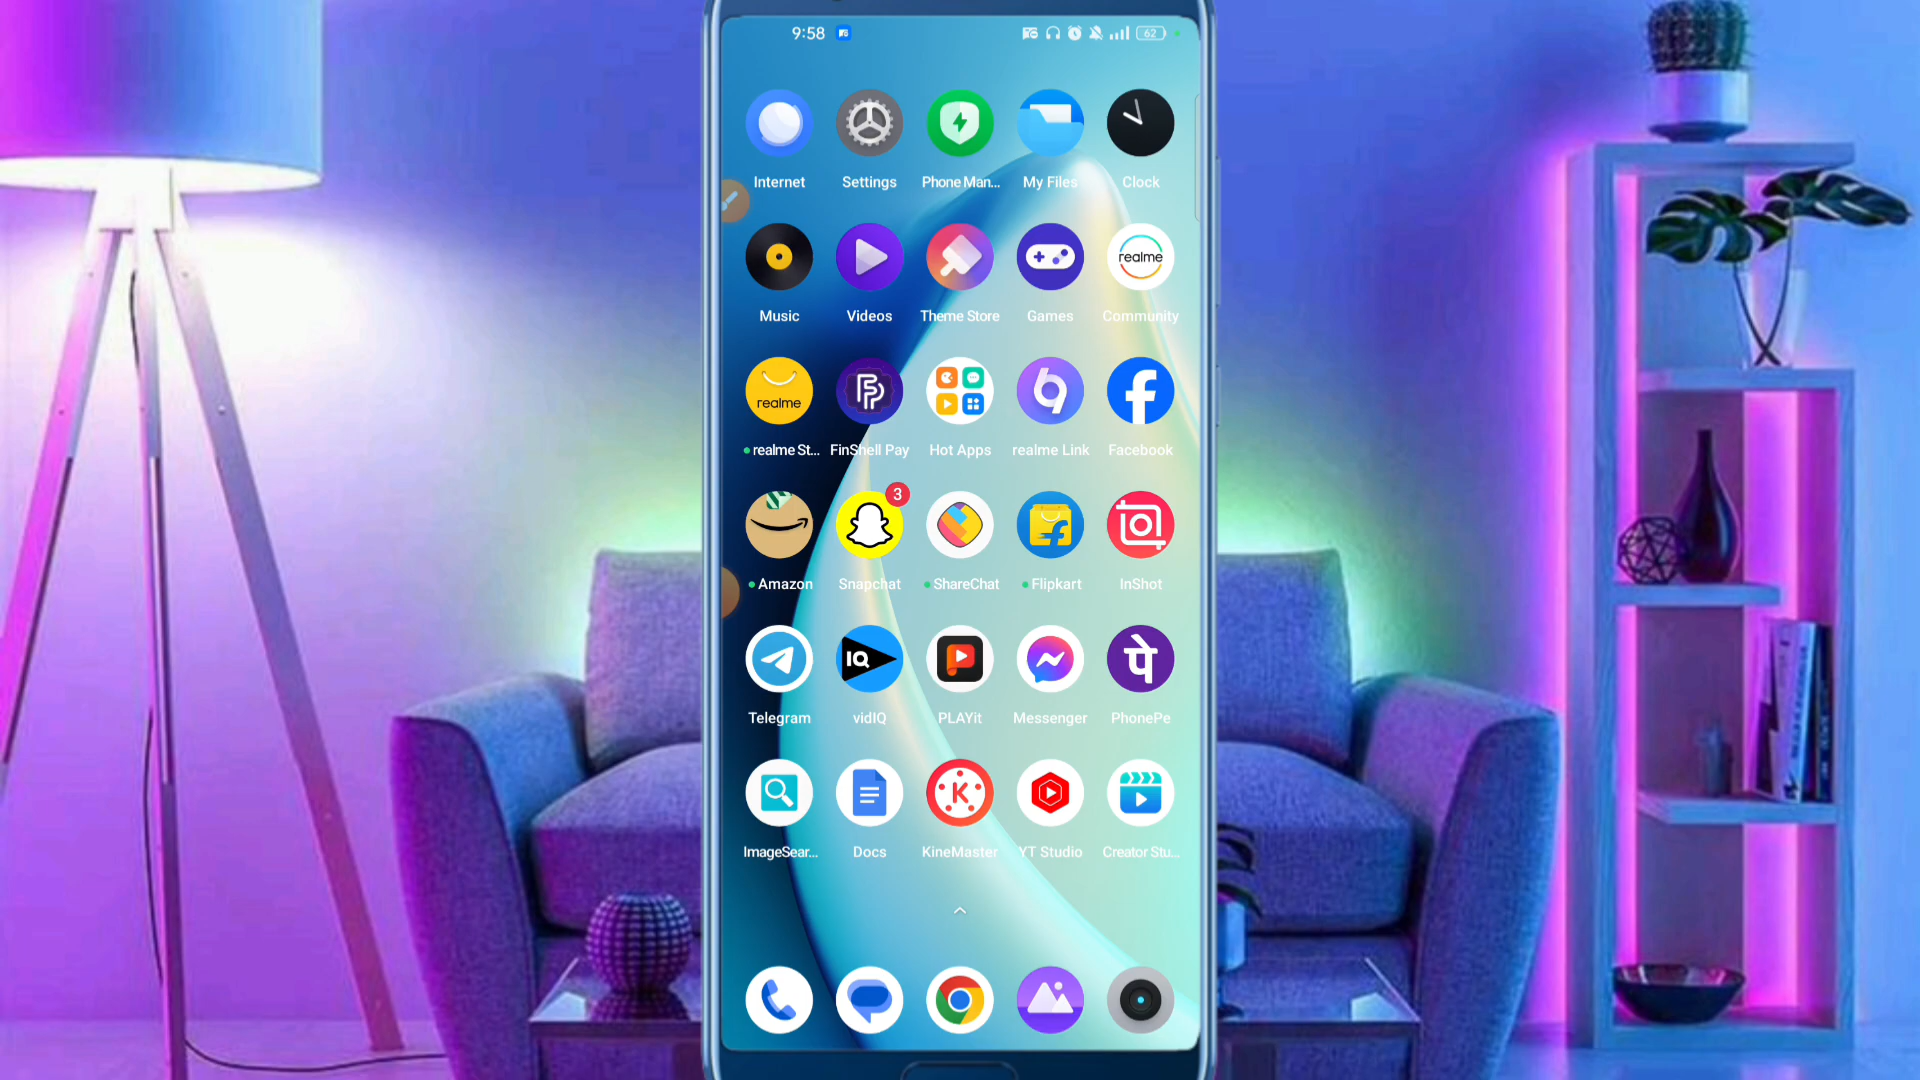 9:58 62
Internet Settings Phone Man... My Files Clock
realme
Music Videos Theme Store Games Community
realme
realme St... FinShell Pay Hot Apps realme Link Facebook
3
Amazon Snapchat ShareChat Flipkart InShot
IQ पे
Telegram vidIQ PLAYit Messenger PhonePe
K
ImageSear... Docs KineMaster YT Studio Creator Stu...